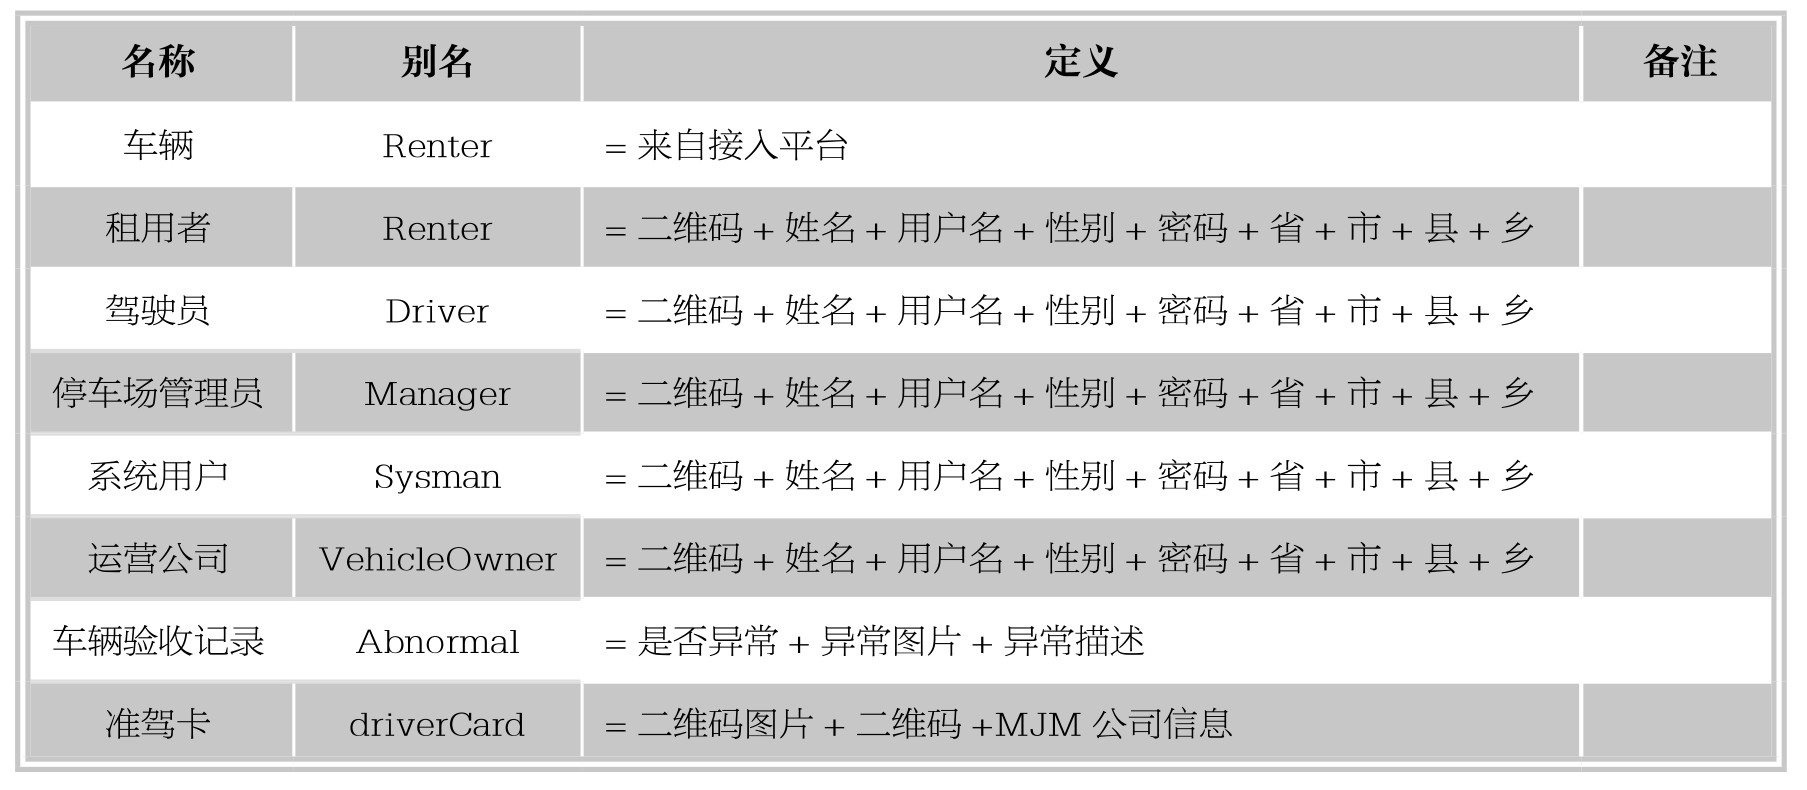 名称 别名 定义 备注
车辆 Renter = 来自接入平台
租用者 Renter = 二维码 + 姓名 + 用户名 + 性别 + 密码 + 省 + 市 + 县 + 乡
驾驶员 Driver = 二维码 + 姓名 + 用户名 + 性别 + 密码 + 省 + 市 + 县 + 乡
停车场管理员 Manager = 二维码 + 姓名 + 用户名 + 性别 + 密码 + 省 + 市 + 县 + 乡
系统用户 Sysman = 二维码 + 姓名 + 用户名 + 性别 + 密码 + 省 + 市 + 县 + 乡
运营公司 VehicleOwner = 二维码 + 姓名 + 用户名 + 性别 + 密码 + 省 + 市 + 县 + 乡
车辆验收记录 Abnormal = 是否异常 + 异常图片 + 异常描述
准驾卡 driverCard = 二维码图片 + 二维码 +MJM 公司信息